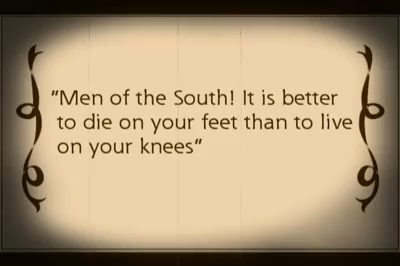 "Men of the South! It is better
to die on your feet than to live
on your knees"